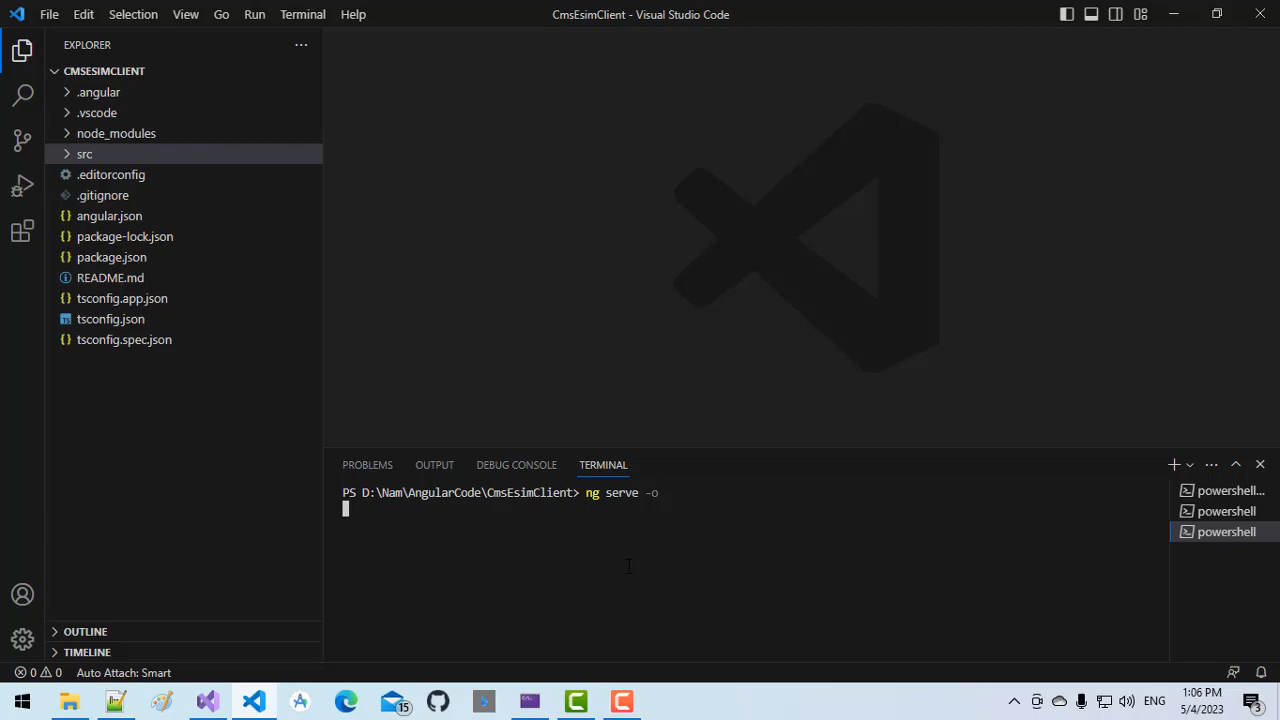 File Edit Selection View Go Run Terminal Help CmsEsimClient - Visual Studio Code
EXPLORER
CMSESIMCLIENT
.angular
.vscode
node_modules
src
.editorconfig
.gitignore
{} angular.json
{} package-lock.json
{} package.json
README.md
{} tsconfig.app.json
TS tsconfig.json
{} tsconfig.spec.json
OUTLINE
TIMELINE
PROBLEMS OUTPUT DEBUG CONSOLE TERMINAL
PS D:\Nam\AngularCode\CmsEsimClient> ng serve -o
powershell...
powershell
powershell
0 0 Auto Attach: Smart
15
ENG
1:06 PM
5/4/2023
3